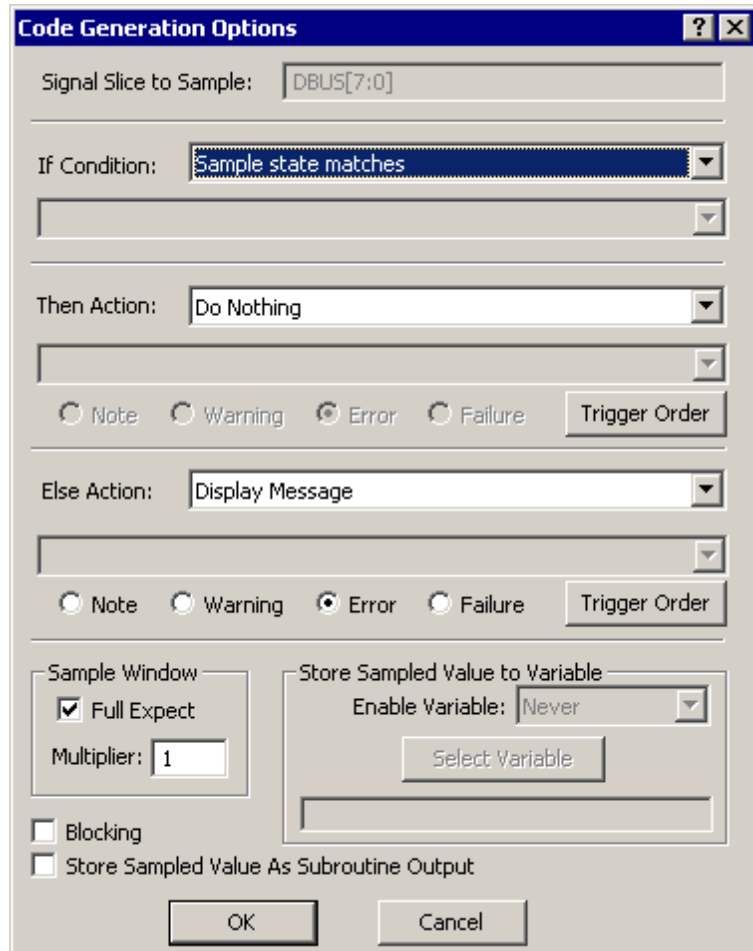 Code Generation Options
Signal Slice to Sample: DBUS[7:0]
If Condition: Sample state matches
Then Action: Do Nothing
Note Warning Error Failure Trigger Order
Else Action: Display Message
Note Warning Error Failure Trigger Order
Sample Window
Full Expect
Multiplier: 1
Store Sampled Value to Variable
Enable Variable: Never
Select Variable
Blocking
Store Sampled Value As Subroutine Output
OK Cancel